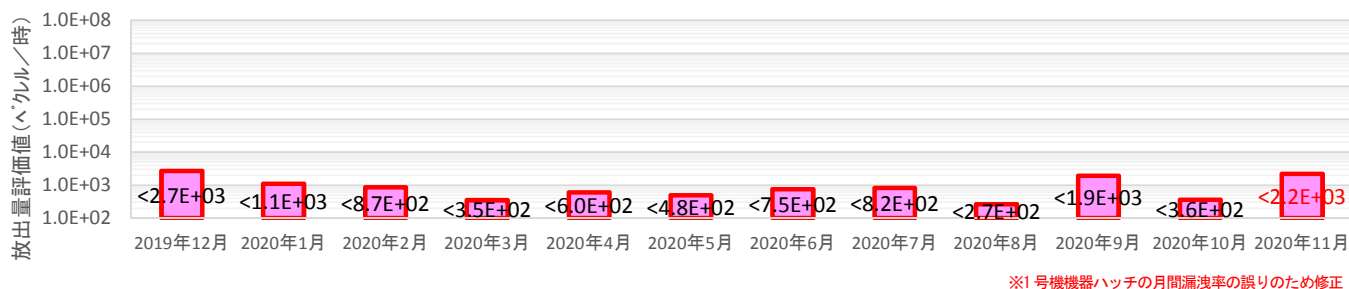 放出量評価値(ベクレル／時)
1.0E+08
1.0E+07
1.0E+06
1.0E+05
1.0E+04
1.0E+03
1.0E+02
<2.7E+03 <1.1E+03 <8.7E+02 <3.5E+02 <6.0E+02 <4.8E+02 <7.5E+02 <8.2E+02 <2.7E+02 <1.9E+03 <3.6E+02 <2.2E+03
2019年12月 2020年1月 2020年2月 2020年3月 2020年4月 2020年5月 2020年6月 2020年7月 2020年8月 2020年9月 2020年10月 2020年11月
※1号機機器ハッチの月間漏洩率の誤りのため修正